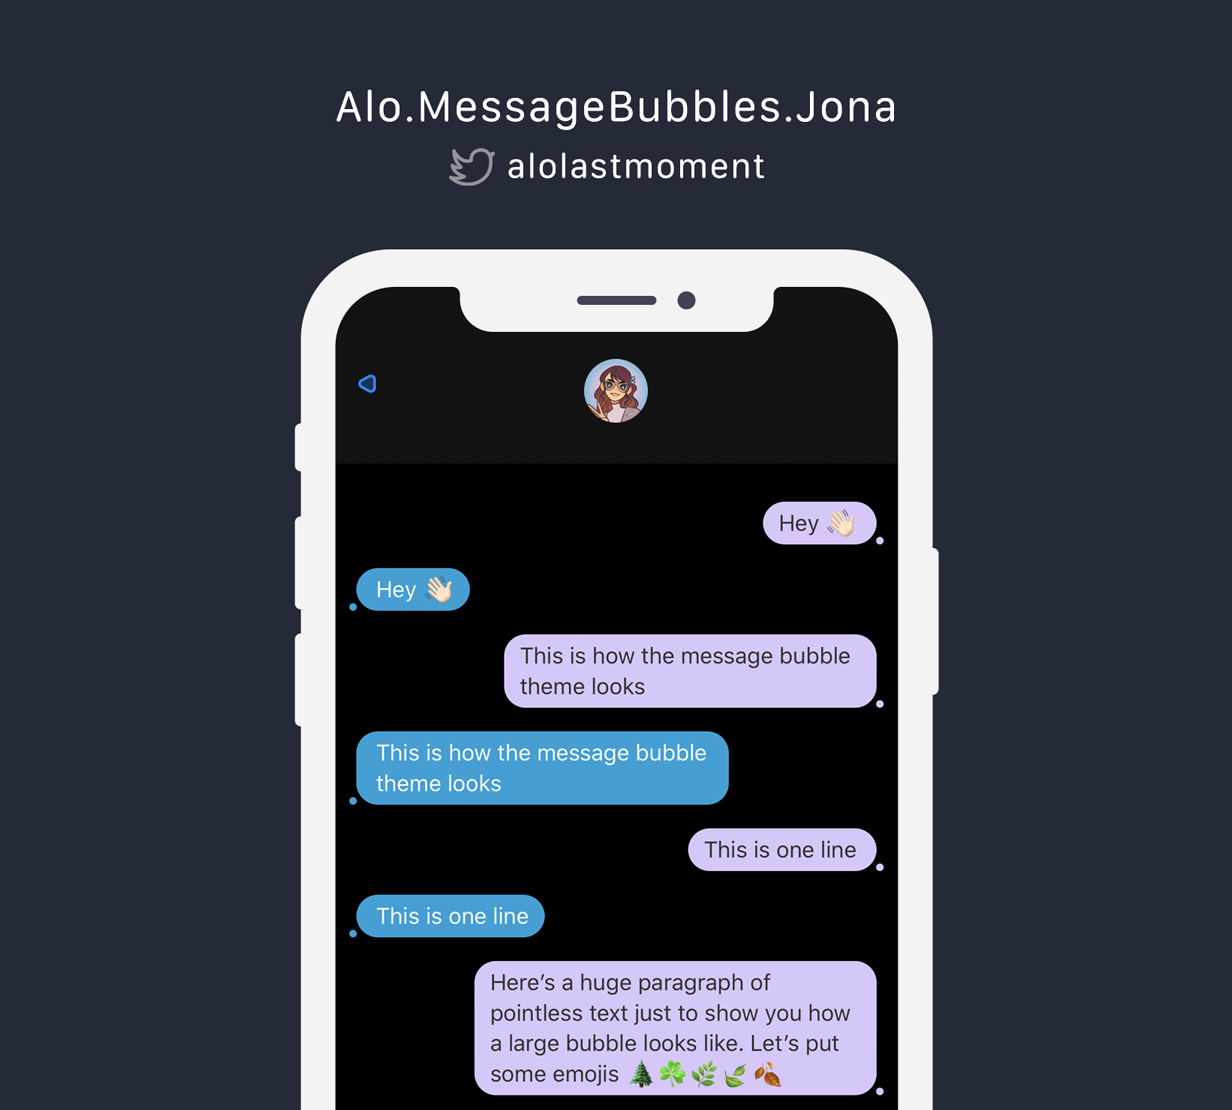 Alo.MessageBubbles.Jona
alolastmoment
Hey 👋🏻
Hey 👋🏻
This is how the message bubble
theme looks
This is how the message bubble
theme looks
This is one line
This is one line
Here’s a huge paragraph of
pointless text just to show you how
a large bubble looks like. Let’s put
some emojis 🌲☘️🌿🍃🍂